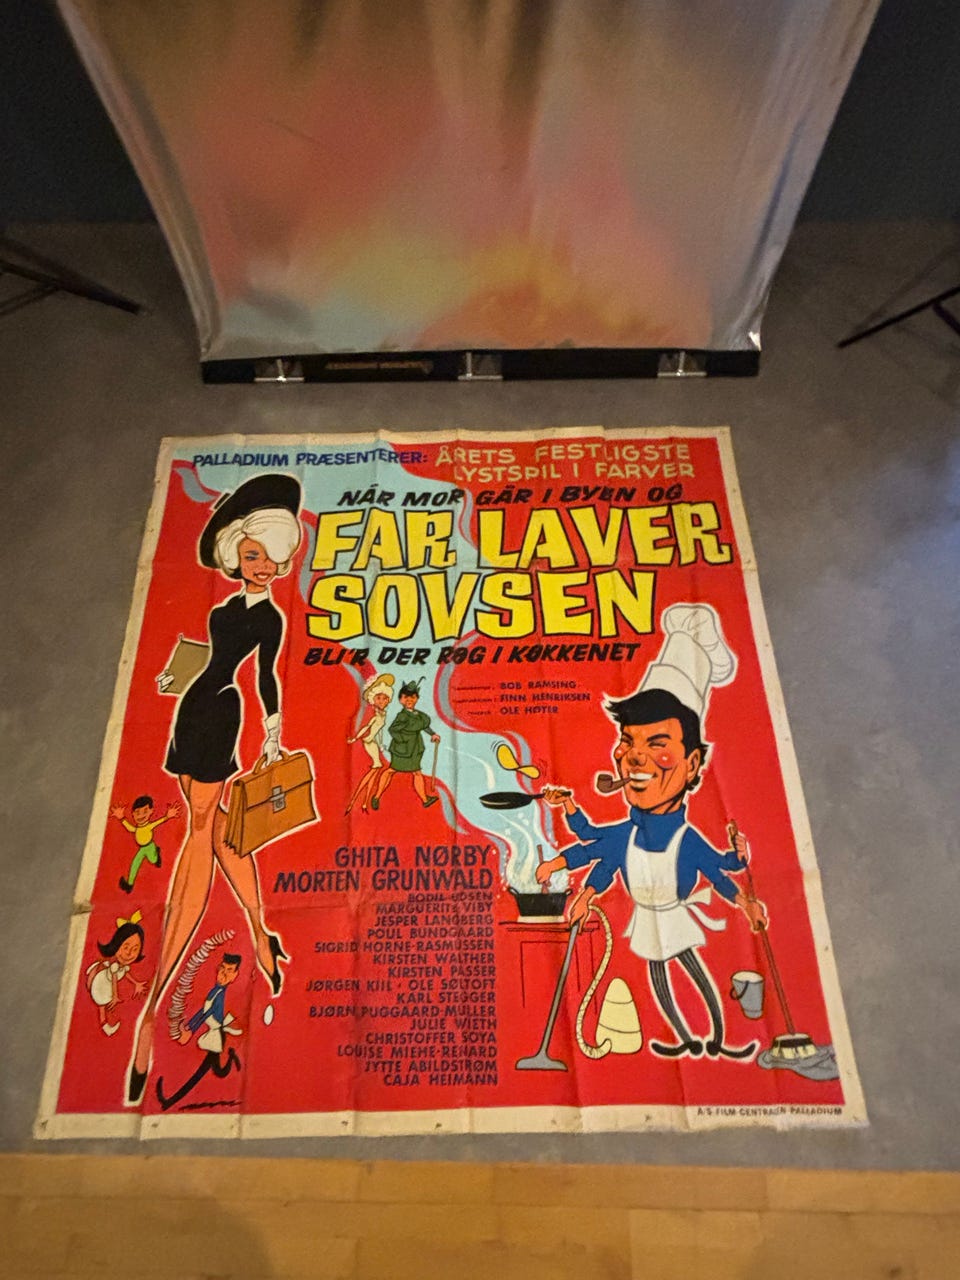 PALLADIUM PRÆSENTERER: ÅRETS FESTLIGSTE
LYSTSPIL I FARVER
NÅR MOR GÅR I BYEN OG
FAR LAVER
SOVSEN
BLI'R DER RØG I KØKKENET
BOB RAMSING
FINN HENRIKSEN
OLE HØYER
GHITA NØRBY
MORTEN GRUNWALD
BODIL UDSEN
MARGUERITE VIBY
JESPER LANGBERG
POUL BUNDGAARD
SIGRID HORNE-RASMUSSEN
KIRSTEN WALTHER
KIRSTEN PASSER
JØRGEN KIIL · OLE SØLTOFT
KARL STEGGER
BJØRN PUGGAARD-MÜLLER
JULIE WIETH
CHRISTOFFER SOYA
LOUISE MIEHE-RENARD
JYTTE ABILDSTRØM
CAJA HEIMANN
A/S FILM-CENTRALEN-PALLADIUM